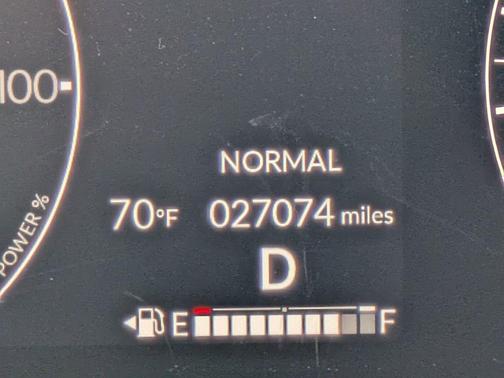 100
POWER %
NORMAL
70°F 027074 miles
D
E F